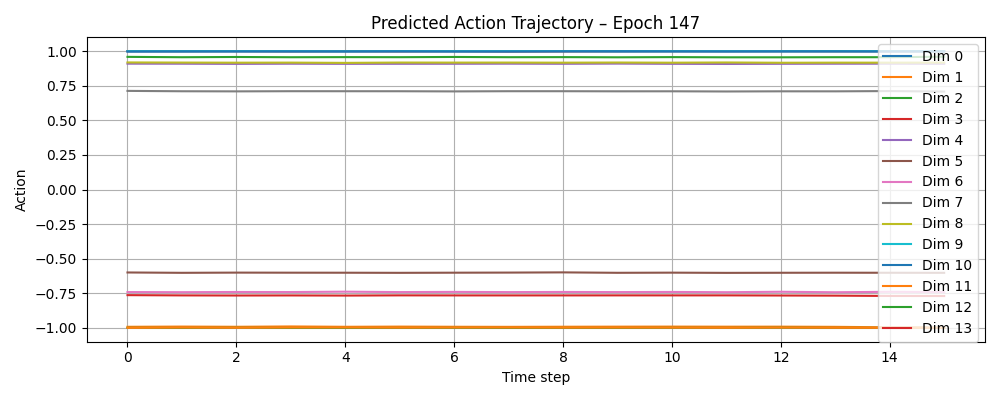 Predicted Action Trajectory – Epoch 147
Action
1.00
0.75
0.50
0.25
0.00
−0.25
−0.50
−0.75
−1.00
0
2
4
6
8
10
12
14
Time step
Dim 0
Dim 1
Dim 2
Dim 3
Dim 4
Dim 5
Dim 6
Dim 7
Dim 8
Dim 9
Dim 10
Dim 11
Dim 12
Dim 13